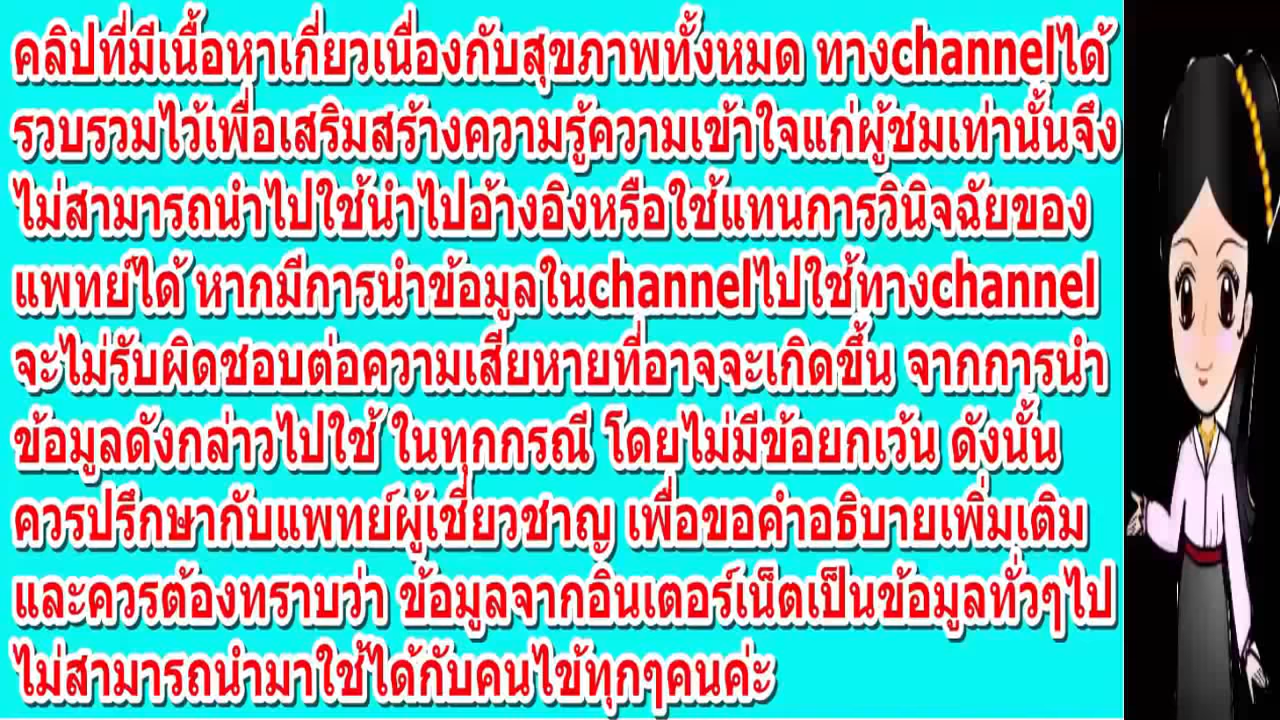 คลิปที่มีเนื้อหาเกี่ยวเนื่องกับสุขภาพทั้งหมด ทางchannelได้
รวบรวมไว้เพื่อเสริมสร้างความรู้ความเข้าใจแก่ผู้ชมเท่านั้นจึง
ไม่สามารถนำไปใช้นำไปอ้างอิงหรือใช้แทนการวินิจฉัยของ
แพทย์ได้ หากมีการนำข้อมูลในchannelไปใช้ทางchannel
จะไม่รับผิดชอบต่อความเสียหายที่อาจจะเกิดขึ้น จากการนำ
ข้อมูลดังกล่าวไปใช้ ในทุกกรณี โดยไม่มีข้อยกเว้น ดังนั้น
ควรปรึกษากับแพทย์ผู้เชี่ยวชาญ เพื่อขอคำอธิบายเพิ่มเติม
และควรต้องทราบว่า ข้อมูลจากอินเตอร์เน็ตเป็นข้อมูลทั่วๆไป
ไม่สามารถนำมาใช้ได้กับคนไข้ทุกๆคนค่ะ